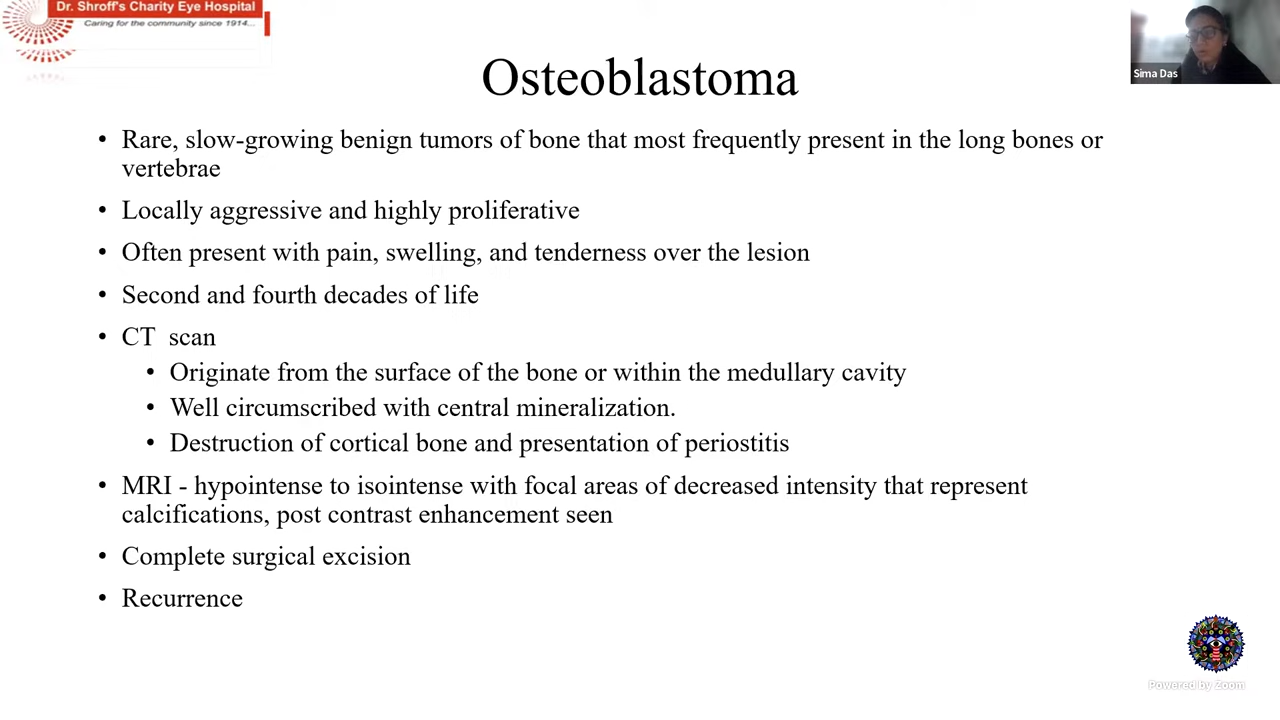 Dr. Shroff's Charity Eye Hospital
Caring for the community since 1914...
Sima Das
Osteoblastoma
• Rare, slow-growing benign tumors of bone that most frequently present in the long bones or
vertebrae
• Locally aggressive and highly proliferative
• Often present with pain, swelling, and tenderness over the lesion
• Second and fourth decades of life
• CT scan
• Originate from the surface of the bone or within the medullary cavity
• Well circumscribed with central mineralization.
• Destruction of cortical bone and presentation of periostitis
• MRI - hypointense to isointense with focal areas of decreased intensity that represent
calcifications, post contrast enhancement seen
• Complete surgical excision
• Recurrence
Powered by Zoom